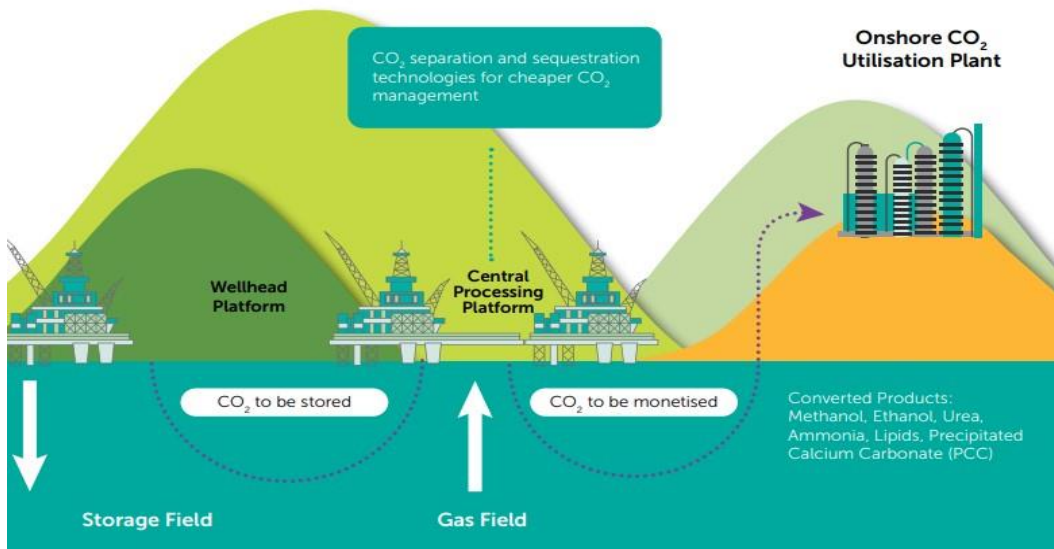 CO₂ separation and sequestration
technologies for cheaper CO₂
management
Onshore CO₂
Utilisation Plant
Wellhead
Platform
Central
Processing
Platform
CO₂ to be stored
CO₂ to be monetised
Converted Products:
Methanol, Ethanol, Urea,
Ammonia, Lipids, Precipitated
Calcium Carbonate (PCC)
Storage Field
Gas Field